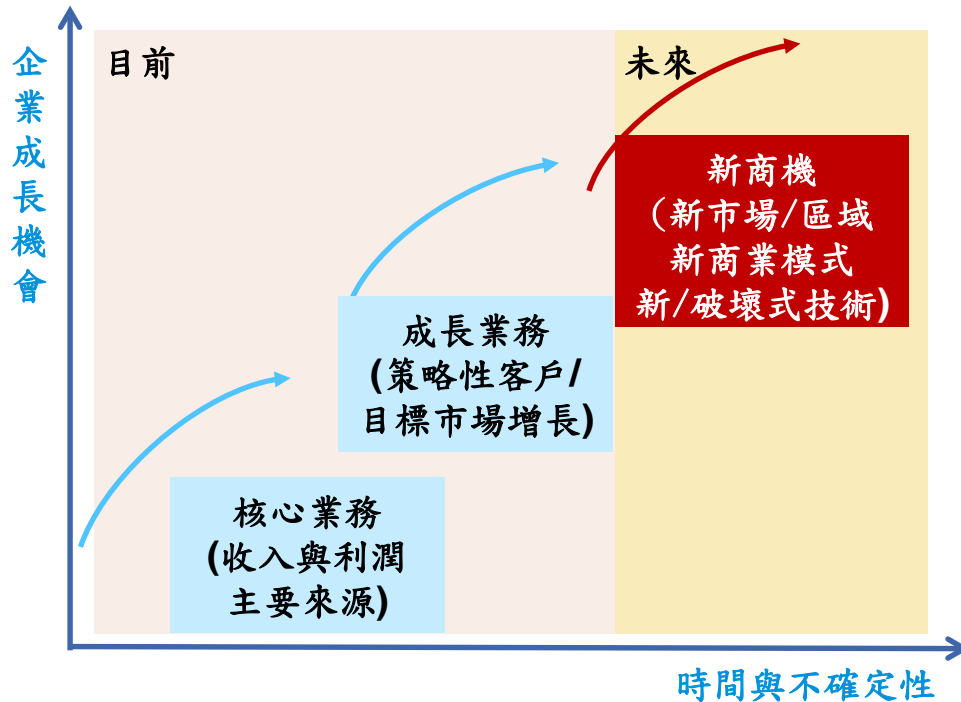 企業成長機會
目前
未來
新商機
（新市場/區域
新商業模式
新/破壞式技術)
成長業務
(策略性客戶/
目標市場增長)
核心業務
(收入與利潤
主要來源)
時間與不確定性